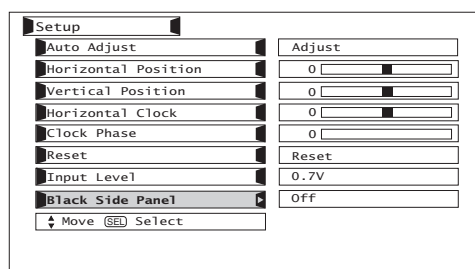 Setup
Auto Adjust Adjust
Horizontal Position 0
Vertical Position 0
Horizontal Clock 0
Clock Phase 0
Reset Reset
Input Level 0.7V
Black Side Panel Off
Move SEL Select